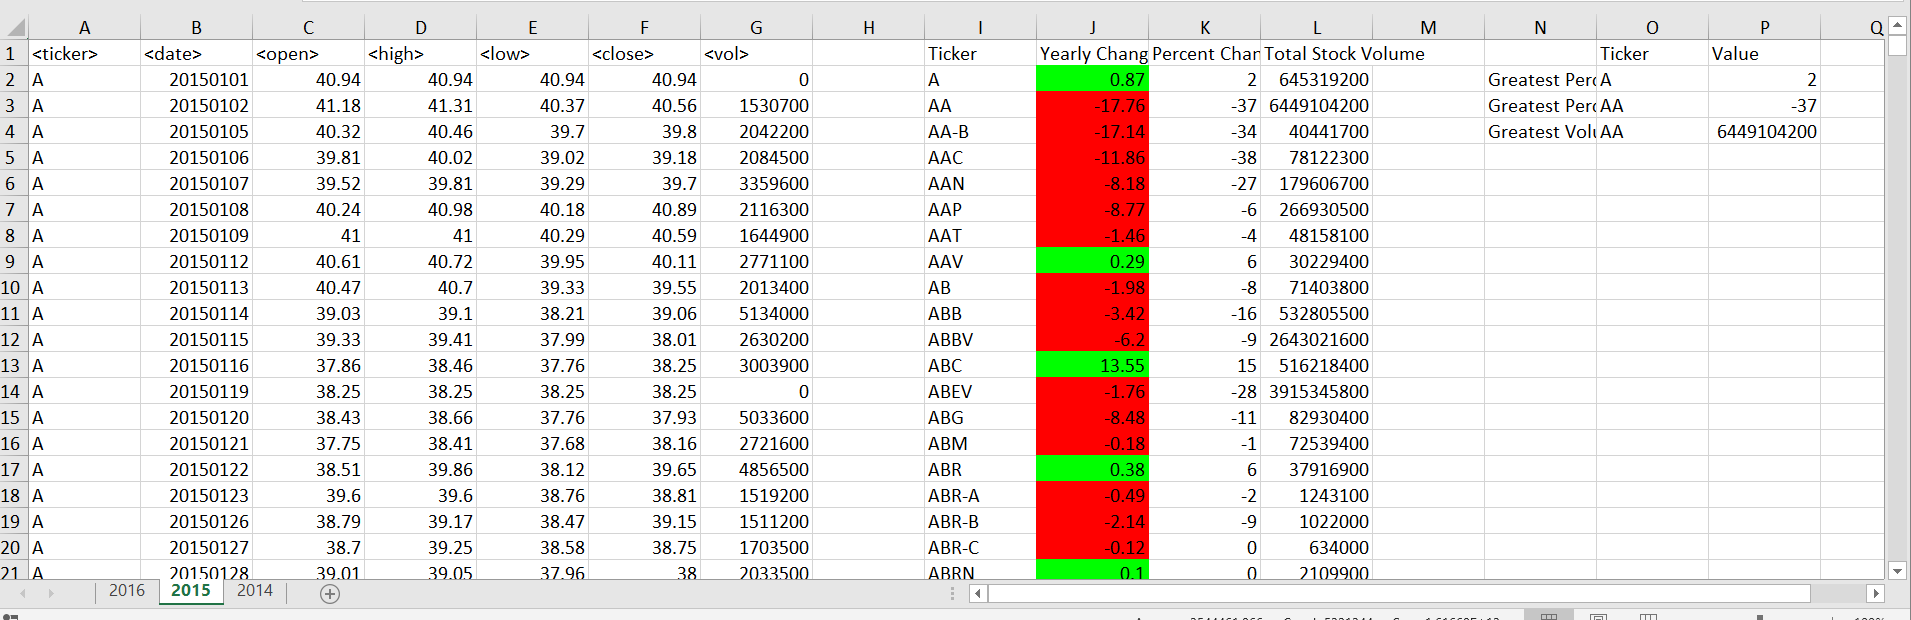 A B C D E F G H I J K L M N O P Q
1 <ticker> <date> <open> <high> <low> <close> <vol> Ticker Yearly Chang Percent Chan Total Stock Volume Ticker Value
2 A 20150101 40.94 40.94 40.94 40.94 0 A 0.87 2 645319200 Greatest Perc A 2
3 A 20150102 41.18 41.31 40.37 40.56 1530700 AA -17.76 -37 6449104200 Greatest Perc AA -37
4 A 20150105 40.32 40.46 39.7 39.8 2042200 AA-B -17.14 -34 40441700 Greatest Volu AA 6449104200
5 A 20150106 39.81 40.02 39.02 39.18 2084500 AAC -11.86 -38 78122300
6 A 20150107 39.52 39.81 39.29 39.7 3359600 AAN -8.18 -27 179606700
7 A 20150108 40.24 40.98 40.18 40.89 2116300 AAP -8.77 -6 266930500
8 A 20150109 41 41 40.29 40.59 1644900 AAT -1.46 -4 48158100
9 A 20150112 40.61 40.72 39.95 40.11 2771100 AAV 0.29 6 30229400
10 A 20150113 40.47 40.7 39.33 39.55 2013400 AB -1.98 -8 71403800
11 A 20150114 39.03 39.1 38.21 39.06 5134000 ABB -3.42 -16 532805500
12 A 20150115 39.33 39.41 37.99 38.01 2630200 ABBV -6.2 -9 2643021600
13 A 20150116 37.86 38.46 37.76 38.25 3003900 ABC 13.55 15 516218400
14 A 20150119 38.25 38.25 38.25 38.25 0 ABEV -1.76 -28 3915345800
15 A 20150120 38.43 38.66 37.76 37.93 5033600 ABG -8.48 -11 82930400
16 A 20150121 37.75 38.41 37.68 38.16 2721600 ABM -0.18 -1 72539400
17 A 20150122 38.51 39.86 38.12 39.65 4856500 ABR 0.38 6 37916900
18 A 20150123 39.6 39.6 38.76 38.81 1519200 ABR-A -0.49 -2 1243100
19 A 20150126 38.79 39.17 38.47 39.15 1511200 ABR-B -2.14 -9 1022000
20 A 20150127 38.7 39.25 38.58 38.75 1703500 ABR-C -0.12 0 634000
21 A 20150128 39.01 39.05 37.96 38 2033500 ABRN 0.1 0 2109900
2016 2015 2014